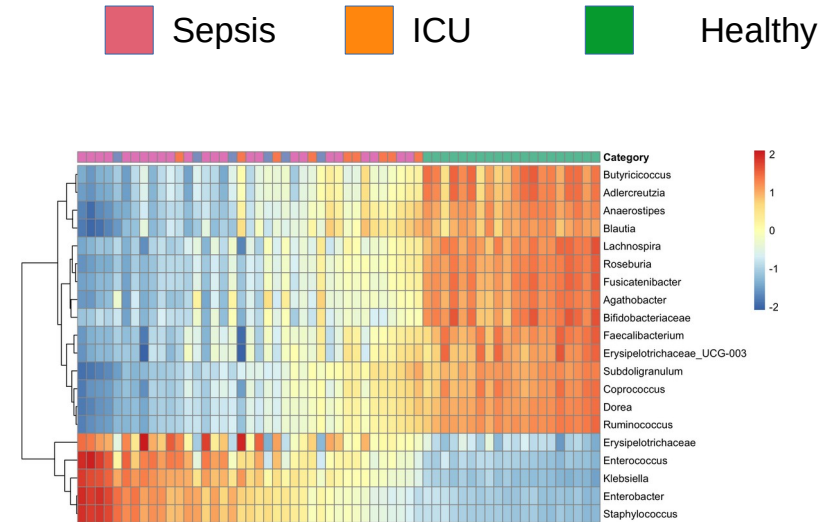 Sepsis ICU Healthy
Category
Butyricicoccus
Adlercreutzia
Anaerostipes
Blautia
Lachnospira
Roseburia
Fusicatenibacter
Agathobacter
Bifidobacteriaceae
Faecalibacterium
Erysipelotrichaceae_UCG-003
Subdoligranulum
Coprococcus
Dorea
Ruminococcus
Erysipelotrichaceae
Enterococcus
Klebsiella
Enterobacter
Staphylococcus
2
1
0
-1
-2